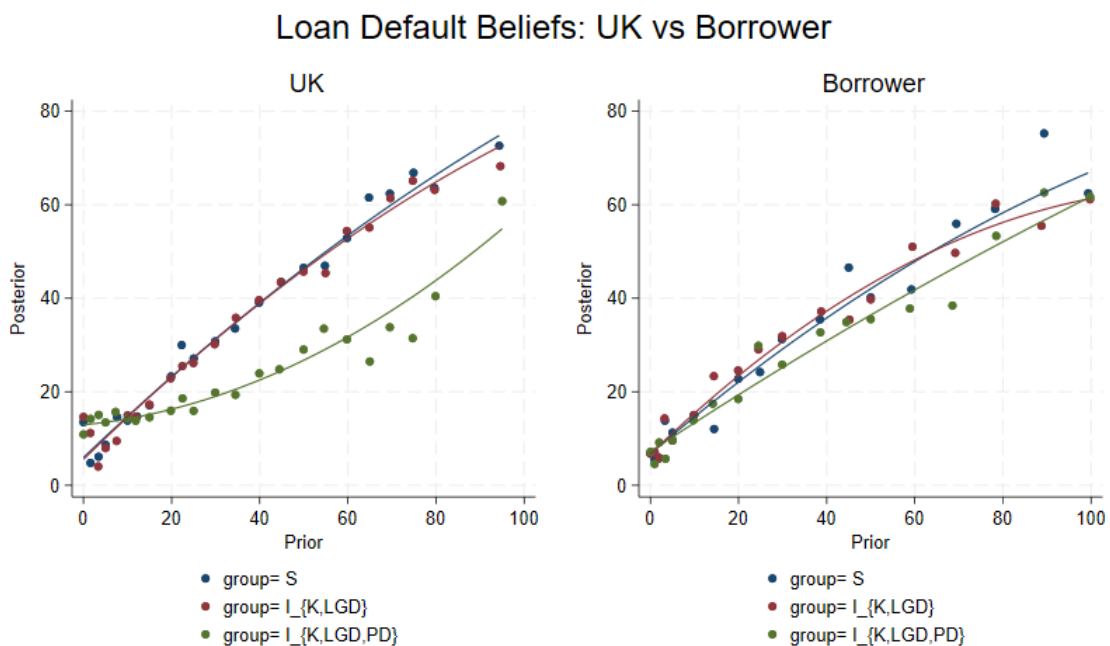 Loan Default Beliefs: UK vs Borrower
UK
80
60
40
20
0
Posterior
0 20 40 60 80 100
Prior
group= S
group= I_{K,LGD}
group= I_{K,LGD,PD}
Borrower
80
60
40
20
0
Posterior
0 20 40 60 80 100
Prior
group= S
group= I_{K,LGD}
group= I_{K,LGD,PD}